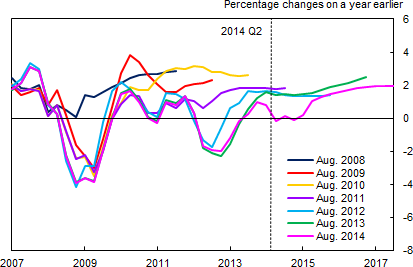 Percentage changes on a year earlier
2014 Q2
6
4
2
0
-2
-4
-6
-8
Aug. 2008
Aug. 2009
Aug. 2010
Aug. 2011
Aug. 2012
Aug. 2013
Aug. 2014
2007 2009 2011 2013 2015 2017